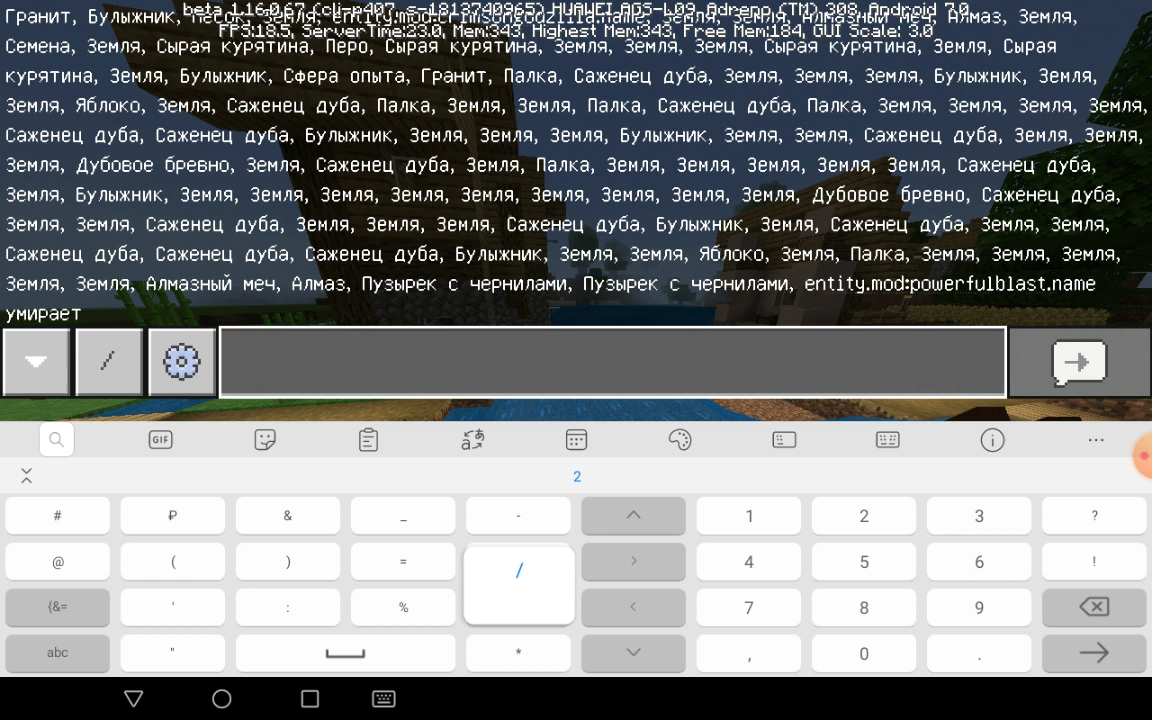 beta 1.16.0.67 (cli-p407, s-1813740965) HUAWEI AGS-L09, Adreno (TM) 308, Android 7.0
Гранит, Булыжник, Песок, Земля, Земля, Земля, Алмазный меч, Алмаз, Земля,
FPS:18.5, ServerTime:23.0, Mem:343, Highest Mem:343, Free Mem:184, GUI Scale: 3.0
Семена, Земля, Сырая курятина, Перо, Сырая курятина, Земля, Земля, Земля, Сырая курятина, Земля, Сырая
курятина, Земля, Булыжник, Сфера опыта, Гранит, Палка, Саженец дуба, Земля, Земля, Земля, Булыжник, Земля,
Земля, Яблоко, Земля, Саженец дуба, Палка, Земля, Земля, Палка, Саженец дуба, Палка, Земля, Земля, Земля, Земля,
Саженец дуба, Саженец дуба, Булыжник, Земля, Земля, Земля, Булыжник, Земля, Земля, Саженец дуба, Земля, Земля,
Земля, Дубовое бревно, Земля, Саженец дуба, Земля, Палка, Земля, Земля, Земля, Земля, Земля, Саженец дуба,
Земля, Булыжник, Земля, Земля, Земля, Земля, Земля, Земля, Земля, Земля, Земля, Дубовое бревно, Саженец дуба,
Земля, Земля, Саженец дуба, Земля, Земля, Земля, Саженец дуба, Булыжник, Земля, Саженец дуба, Земля, Земля,
Саженец дуба, Саженец дуба, Саженец дуба, Булыжник, Земля, Земля, Яблоко, Земля, Палка, Земля, Земля, Земля,
Земля, Земля, Алмазный меч, Алмаз, Пузырек с чернилами, Пузырек с чернилами, entity.mod:powerfulblast.name
умирает
/
GIF
2
# ₽ & _ - 1 2 3 ?
@ ( ) = / 4 5 6 !
{&= ' : % 7 8 9
abc " * , 0 .